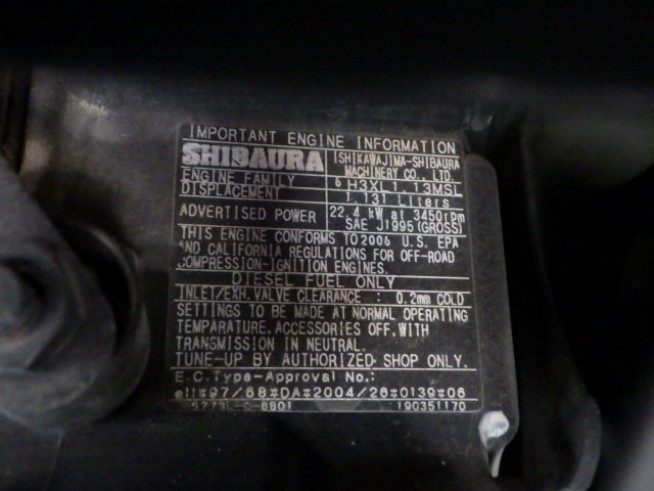 IMPORTANT ENGINE INFORMATION
SHIBAURA ISHIKAWAJIMA-SHIBAURA
MACHINERY CO., LTD.
ENGINE FAMILY 6H3XL1.13MSL
DISPLACEMENT 1.131 Liters
ADVERTISED POWER 22.4 kW at 3450rpm
SAE J1995(GROSS)
THIS ENGINE CONFORMS TO 2006 U.S. EPA
AND CALIFORNIA REGULATIONS FOR OFF-ROAD
COMPRESSION-IGNITION ENGINES.
DIESEL FUEL ONLY
INLET/EXH. VALVE CLEARANCE : 0.2mm COLD
SETTINGS TO BE MADE AT NORMAL OPERATING
TEMPARATURE, ACCESSORIES OFF, WITH
TRANSMISSION IN NEUTRAL.
TUNE-UP BY AUTHORIZED SHOP ONLY.
E.C.Type-Approval No.:
e11*97/68*DA*2004/26*0139*06
190351170